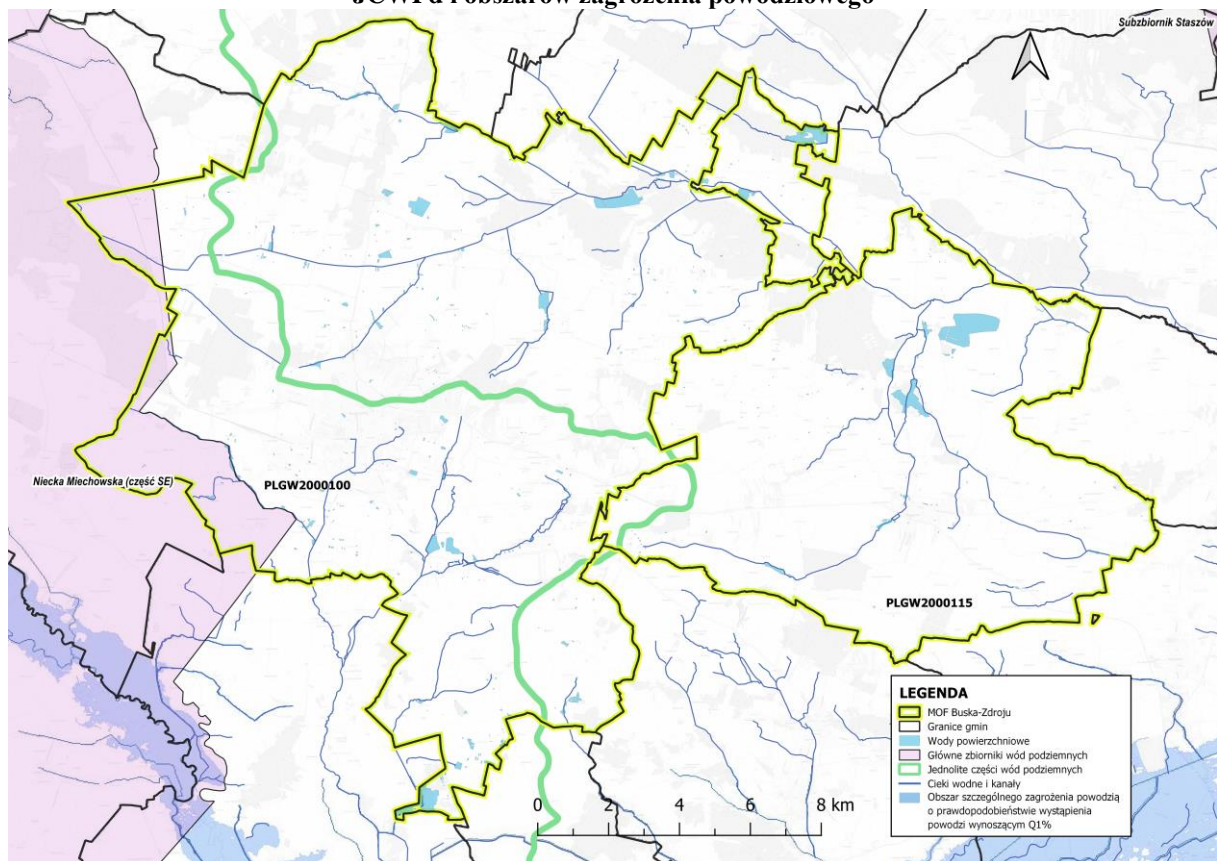 JCWPd i obszarów zagrożenia powodziowego
Subzbiornik Staszów
Niecka Miechowska (część SE)
PLGW2000100
PLGW2000115
LEGENDA
MOF Buska-Zdroju
Granice gmin
Wody powierzchniowe
Główne zbiorniki wód podziemnych
Jednolite części wód podziemnych
Cieki wodne i kanały
Obszar szczególnego zagrożenia powodzią
o prawdopodobieństwie wystąpienia
powodzi wynoszącym Q1%
0 2 4 6 8 km